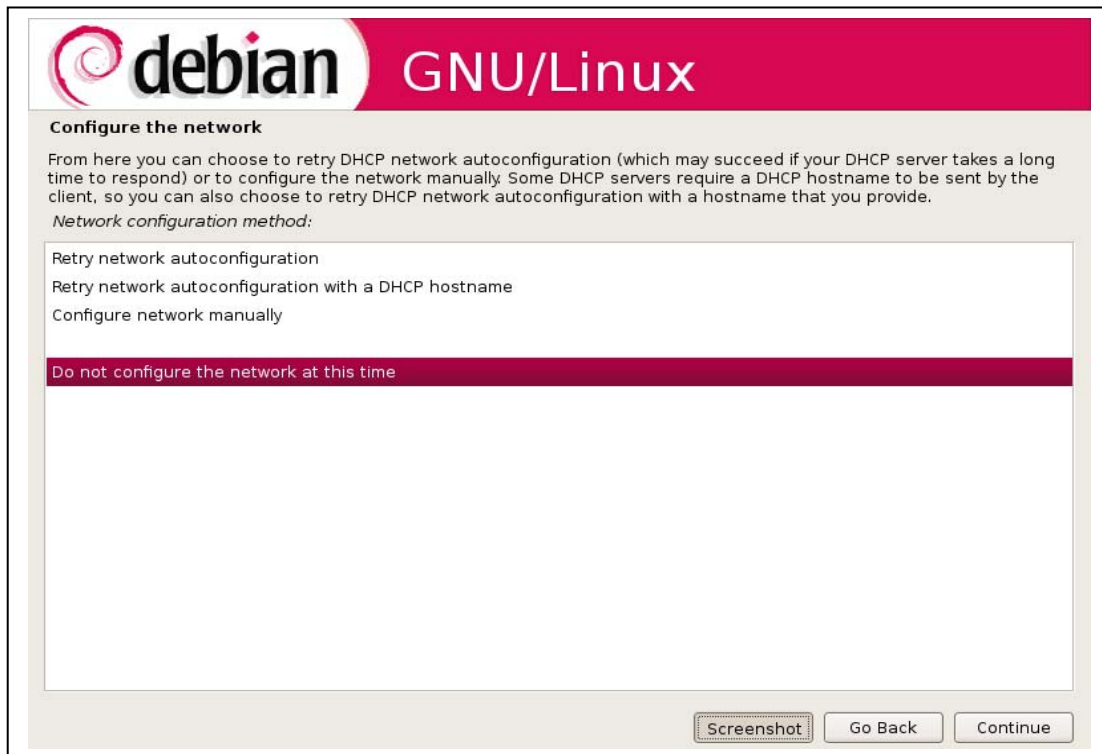 debian GNU/Linux
Configure the network
From here you can choose to retry DHCP network autoconfiguration (which may succeed if your DHCP server takes a long
time to respond) or to configure the network manually. Some DHCP servers require a DHCP hostname to be sent by the
client, so you can also choose to retry DHCP network autoconfiguration with a hostname that you provide.
Network configuration method:
Retry network autoconfiguration
Retry network autoconfiguration with a DHCP hostname
Configure network manually
Do not configure the network at this time
Screenshot Go Back Continue